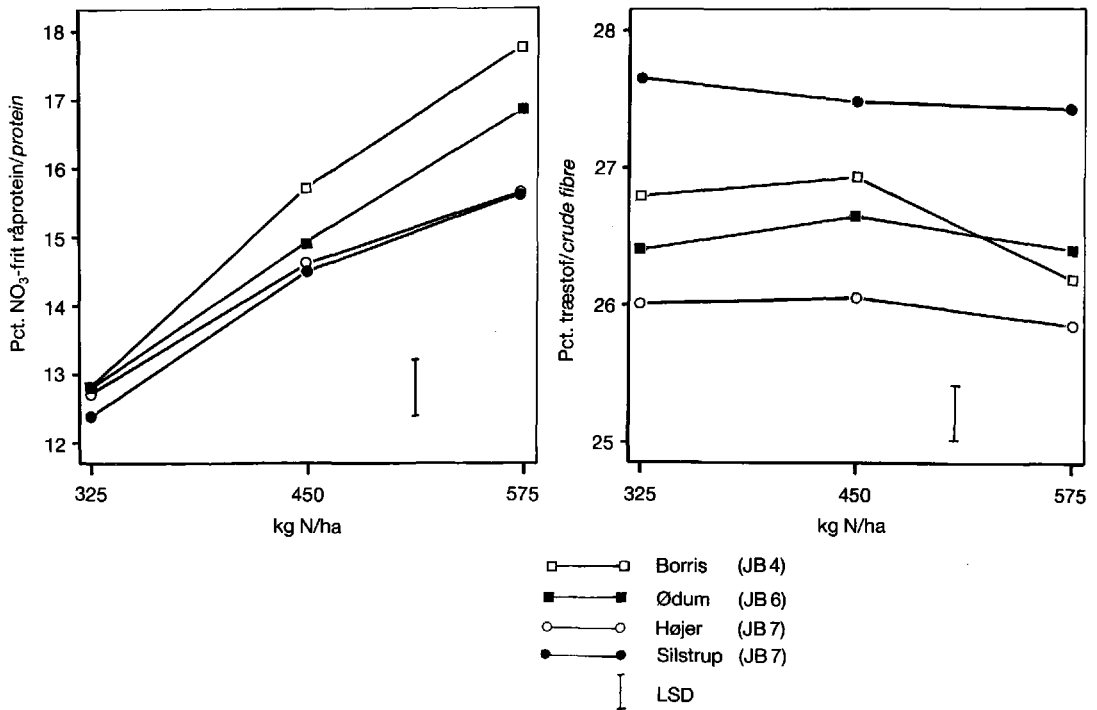 Pct. NO₃-frit råprotein/protein
18
17
16
15
14
13
12
325 450 575
kg N/ha
Pct. træstof/crude fibre
28
27
26
25
325 450 575
kg N/ha
Borris (JB 4)
Ødum (JB 6)
Højer (JB 7)
Silstrup (JB 7)
LSD